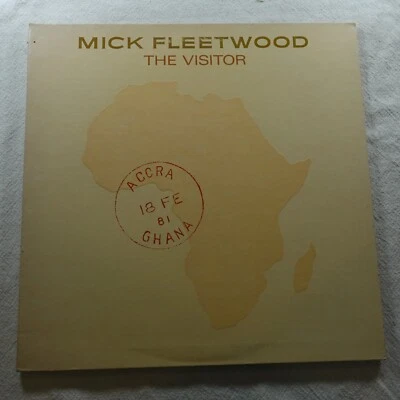 MICK FLEETWOOD
THE VISITOR
ACCRA
18 FE
81
GHANA